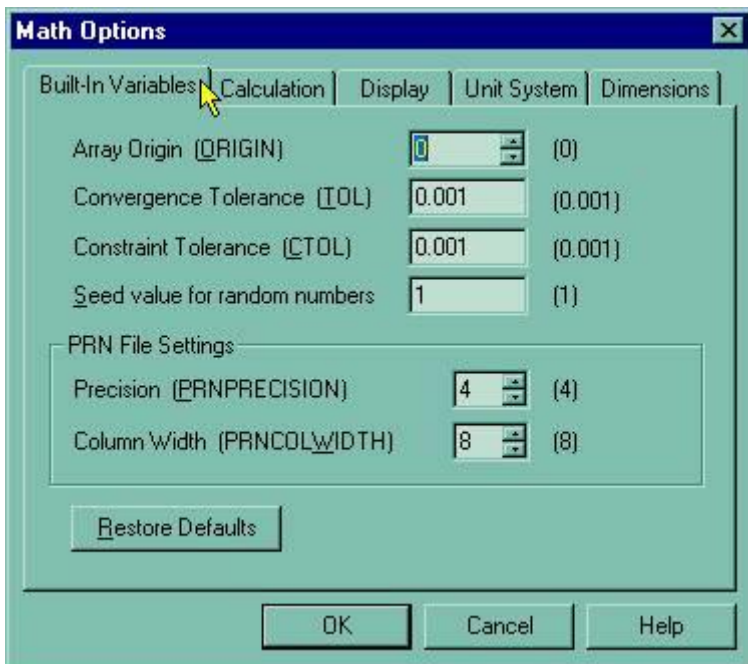 Math Options
Built-In Variables Calculation Display Unit System Dimensions
Array Origin (ORIGIN) 0 (0)
Convergence Tolerance (TOL) 0.001 (0.001)
Constraint Tolerance (CTOL) 0.001 (0.001)
Seed value for random numbers 1 (1)
PRN File Settings
Precision (PRNPRECISION) 4 (4)
Column Width (PRNCOLWIDTH) 8 (8)
Restore Defaults
OK Cancel Help